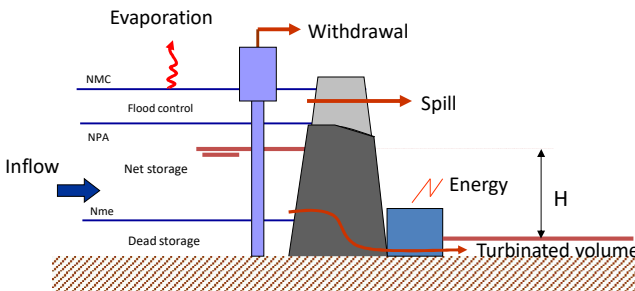 Evaporation
Withdrawal
NMC
Flood control
Spill
NPA
Inflow
Net storage
Energy
H
Nme
Dead storage
Turbinated volume